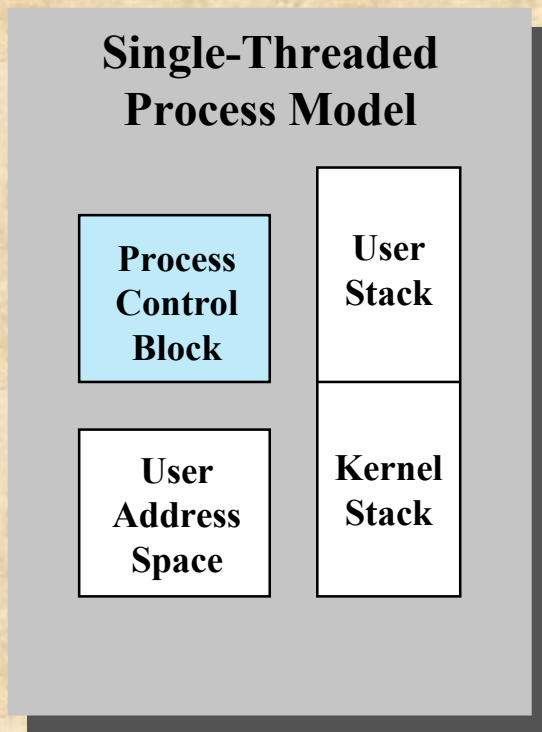 Single-Threaded
Process Model
Process
Control
Block
User
Stack
User
Address
Space
Kernel
Stack